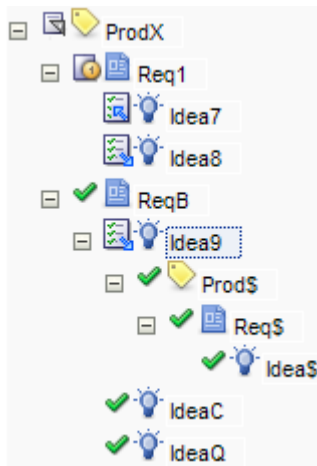 ProdX
Req1
Idea7
Idea8
ReqB
Idea9
Prod$
Req$
Idea$
IdeaC
IdeaQ